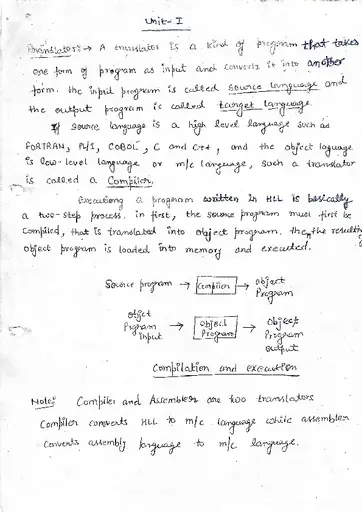 Unit- I
Translator:→ A translator is a kind of program that takes
one form of program as input and converts it into another
form. the input program is called source language and
the output program is called target language.
If source language is a high level language such as
FORTRAN, PL/1, COBOL, C and C++, and the object language
is low-level language or m/c language, such a translator
is called a Compiler.
Executing a program written in HLL is basically
a two-step process. in first, the source program must first be
Compiled, that is translated into object program. then the resulting
object program is loaded into memory and executed.
Source program → Compiler → Object
Program
Object
Program → Object Program → Object
input Program
output
Compilation and execution
Note:- Compiler and Assembler are two translators
Compiler converts HLL to m/c language while assembler
converts assembly language to m/c language.